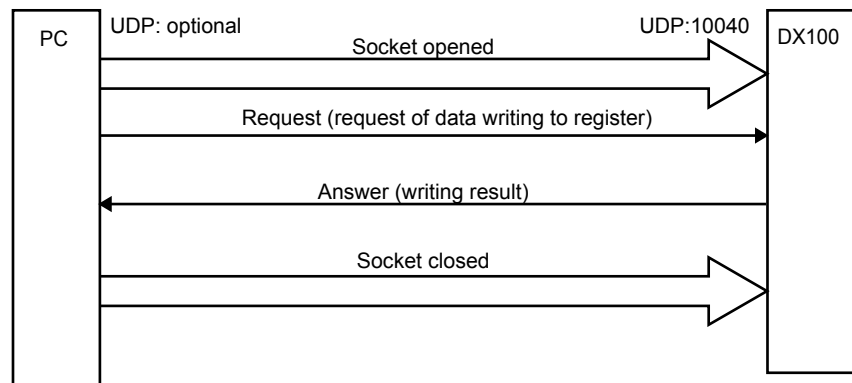 PC
UDP: optional
UDP:10040
DX100
Socket opened
Request (request of data writing to register)
Answer (writing result)
Socket closed